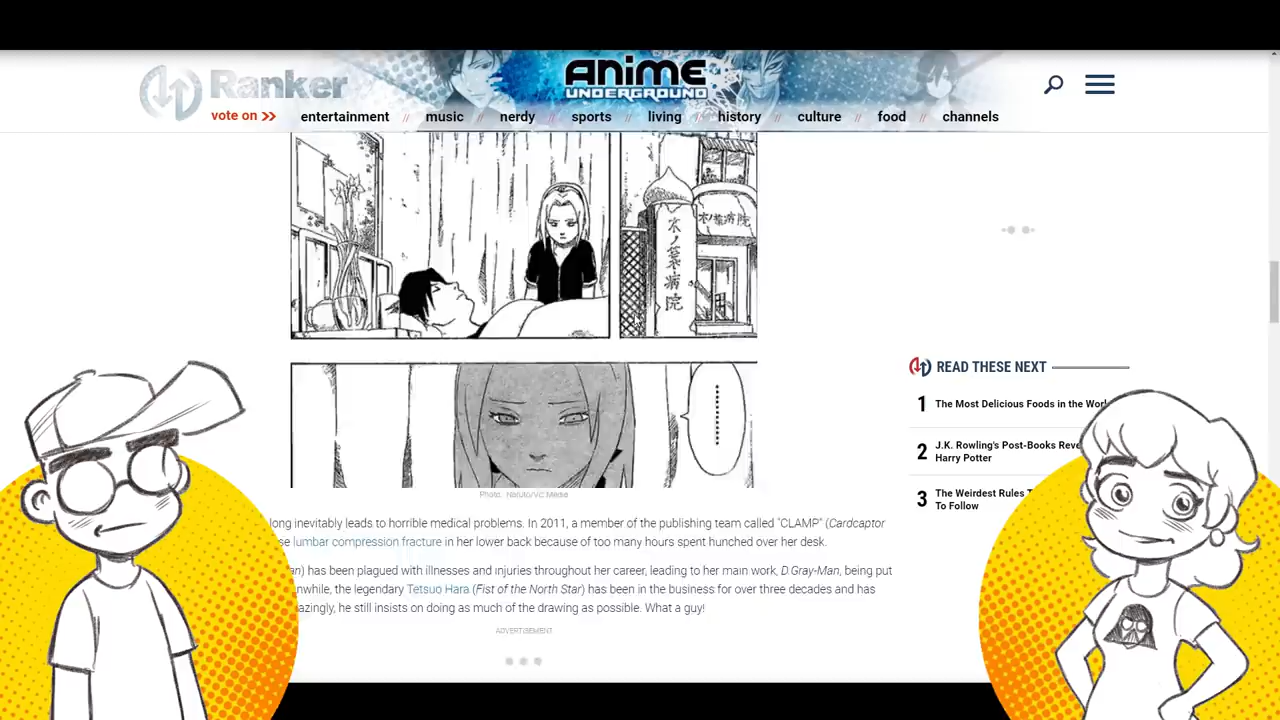 Ranker
ANIME
UNDERGROUND
vote on >> entertainment // music // nerdy // sports // living // history // culture // food // channels
木ノ葉病院
木ノ葉病院
Photo: Naruto/VIC Media
READ THESE NEXT
1 The Most Delicious Foods in the
2 J.K. Rowling's Post-Books
Harry Potter
3 The Weirdest Rules
To Follow
long inevitably leads to horrible medical problems. In 2011, a member of the publishing team called "CLAMP" (Cardcaptor
lumbar compression fracture in her lower back because of too many hours spent hunched over her desk.
has been plagued with illnesses and injuries throughout her career, leading to her main work, D.Gray-Man, being put
the legendary Tetsuo Hara (Fist of the North Star) has been in the business for over three decades and has
he still insists on doing as much of the drawing as possible. What a guy!
ADVERTISEMENT